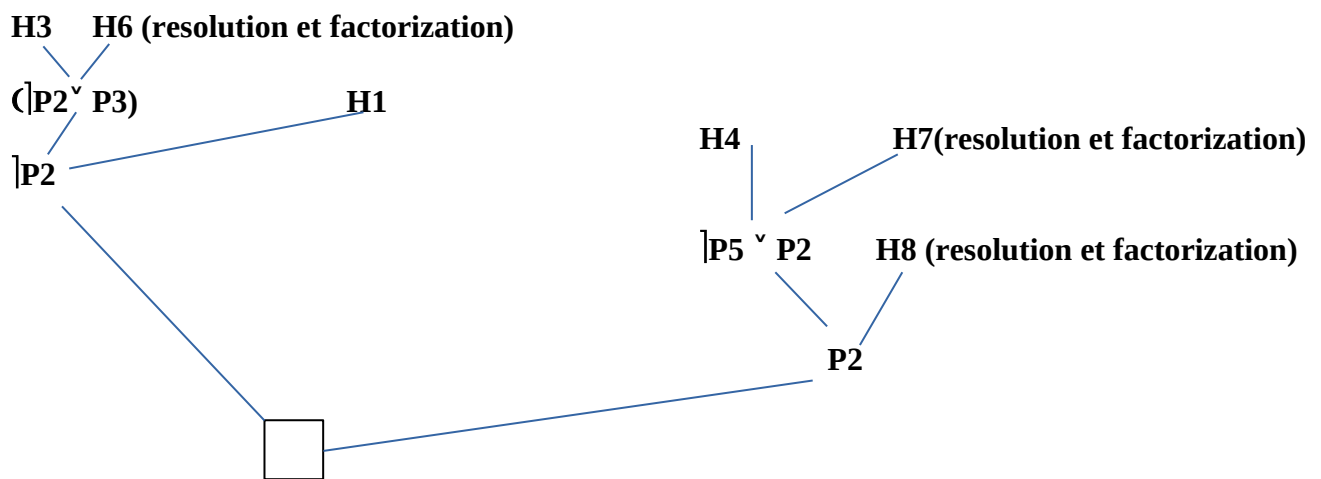 H3 H6 (resolution et factorization)
(⌉P2 ˅ P3)
H1
⌉P2
H4 H7(resolution et factorization)
⌉P5 ˅ P2 H8 (resolution et factorization)
P2